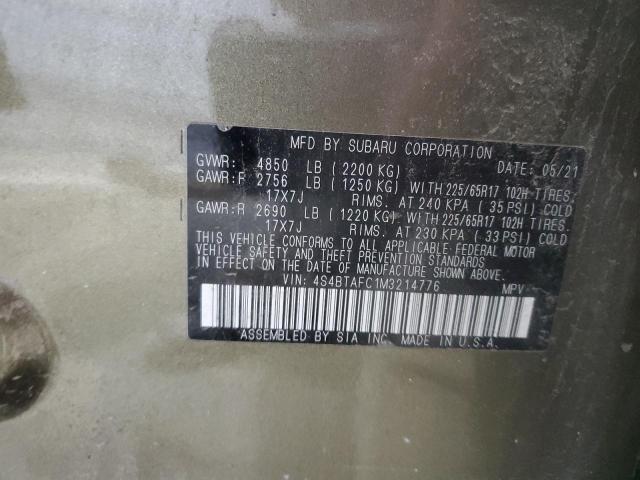 MFD BY SUBARU CORPORATION
GVWR: 4850 LB (2200 KG) DATE: 05/21
GAWR:F 2756 LB (1250 KG) WITH 225/65R17 102H TIRES,
17X7J RIMS, AT 240 KPA (35 PSI) COLD
GAWR:R 2690 LB (1220 KG) WITH 225/65R17 102H TIRES,
17X7J RIMS, AT 230 KPA (33 PSI) COLD
THIS VEHICLE CONFORMS TO ALL APPLICABLE FEDERAL MOTOR
VEHICLE SAFETY, BUMPER, AND THEFT PREVENTION STANDARDS
IN EFFECT ON THE DATE OF MANUFACTURE SHOWN ABOVE.
VIN: 4S4BTAFC1M3214776 MPV
ASSEMBLED BY SIA INC. MADE IN U.S.A.